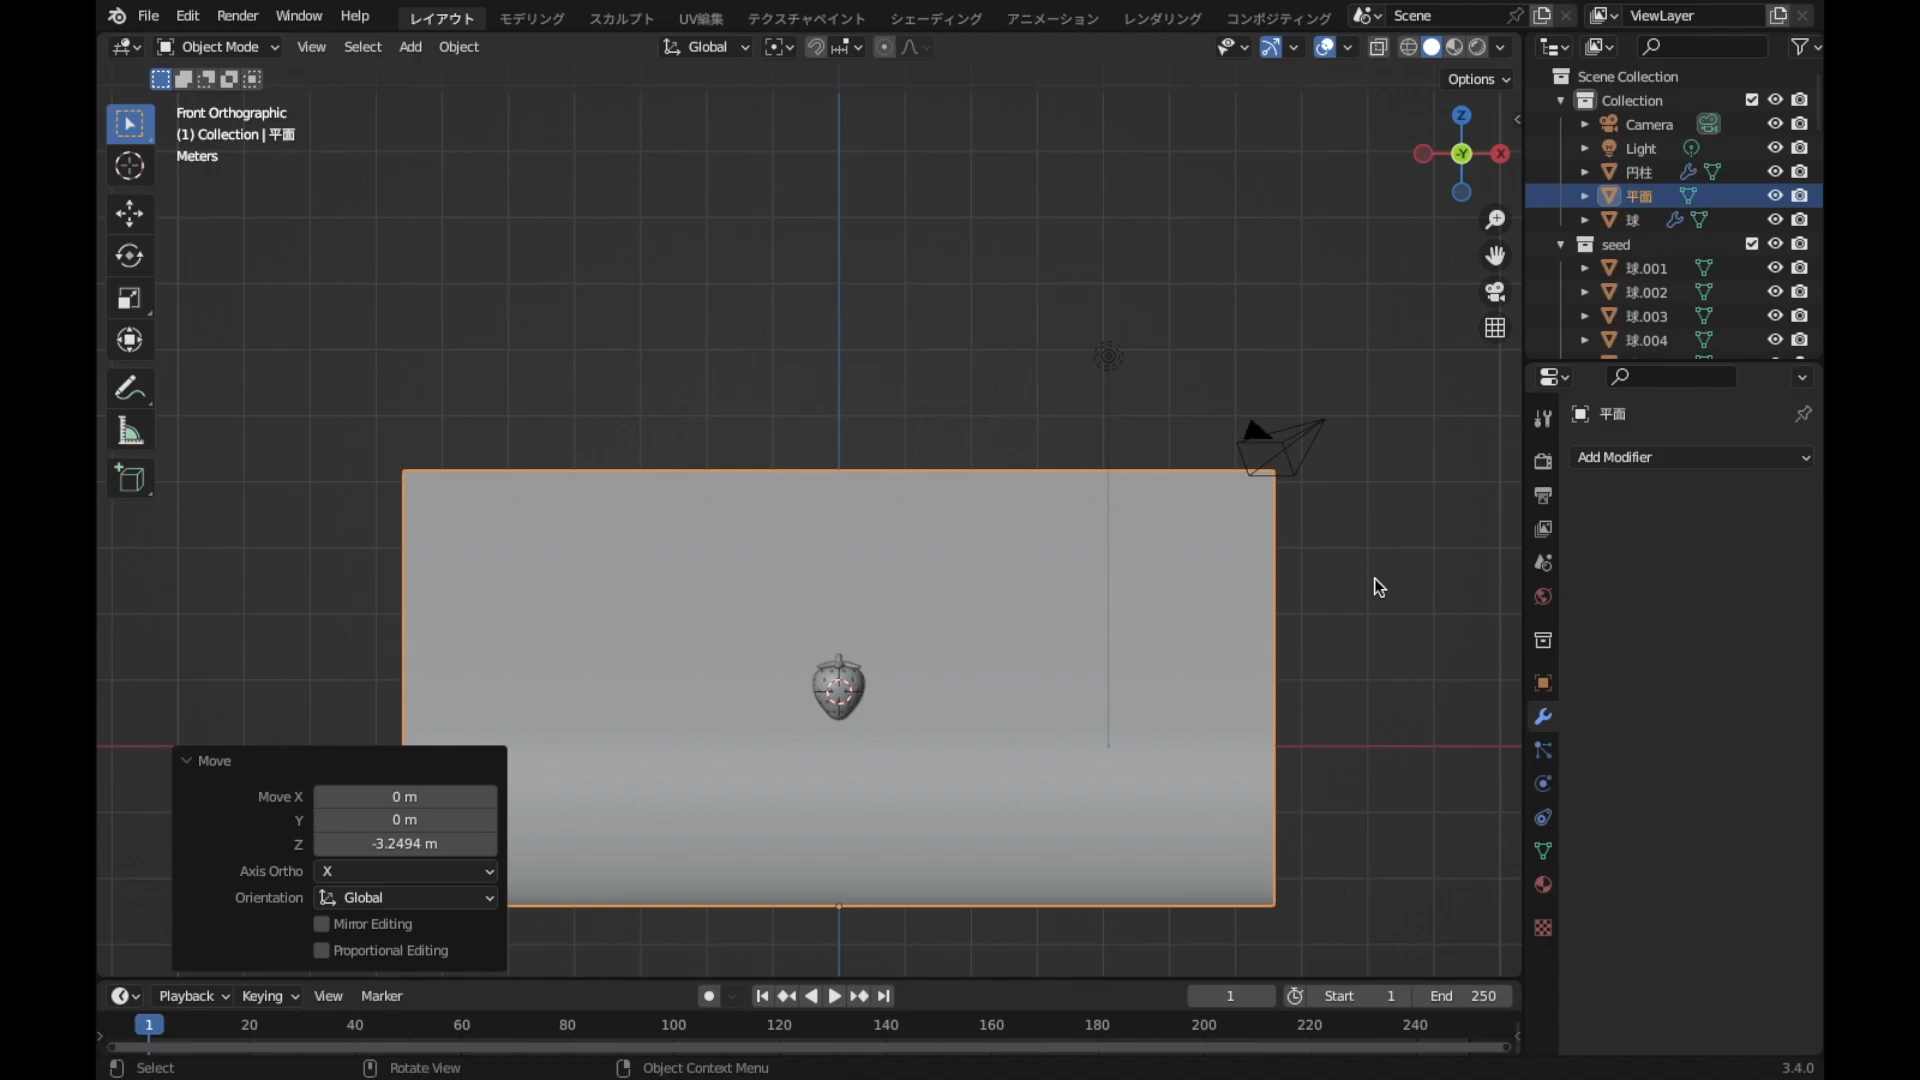 File Edit Render Window Help レイアウト モデリング スカルプト UV編集 テクスチャペイント シェーディング アニメーション レンダリング コンポジティング Scene ViewLayer
Object Mode View Select Add Object Global
Options
Front Orthographic
(1) Collection | 平面
Meters
Z
-Y
X
Scene Collection
Collection
Camera
Light
円柱
平面
球
seed
球.001
球.002
球.003
球.004
平面
Add Modifier
Move
Move X 0 m
Y 0 m
Z -3.2494 m
Axis Ortho X
Orientation Global
Mirror Editing
Proportional Editing
Playback Keying View Marker 1 Start 1 End 250
1 20 40 60 80 100 120 140 160 180 200 220 240
Select Rotate View Object Context Menu 3.4.0